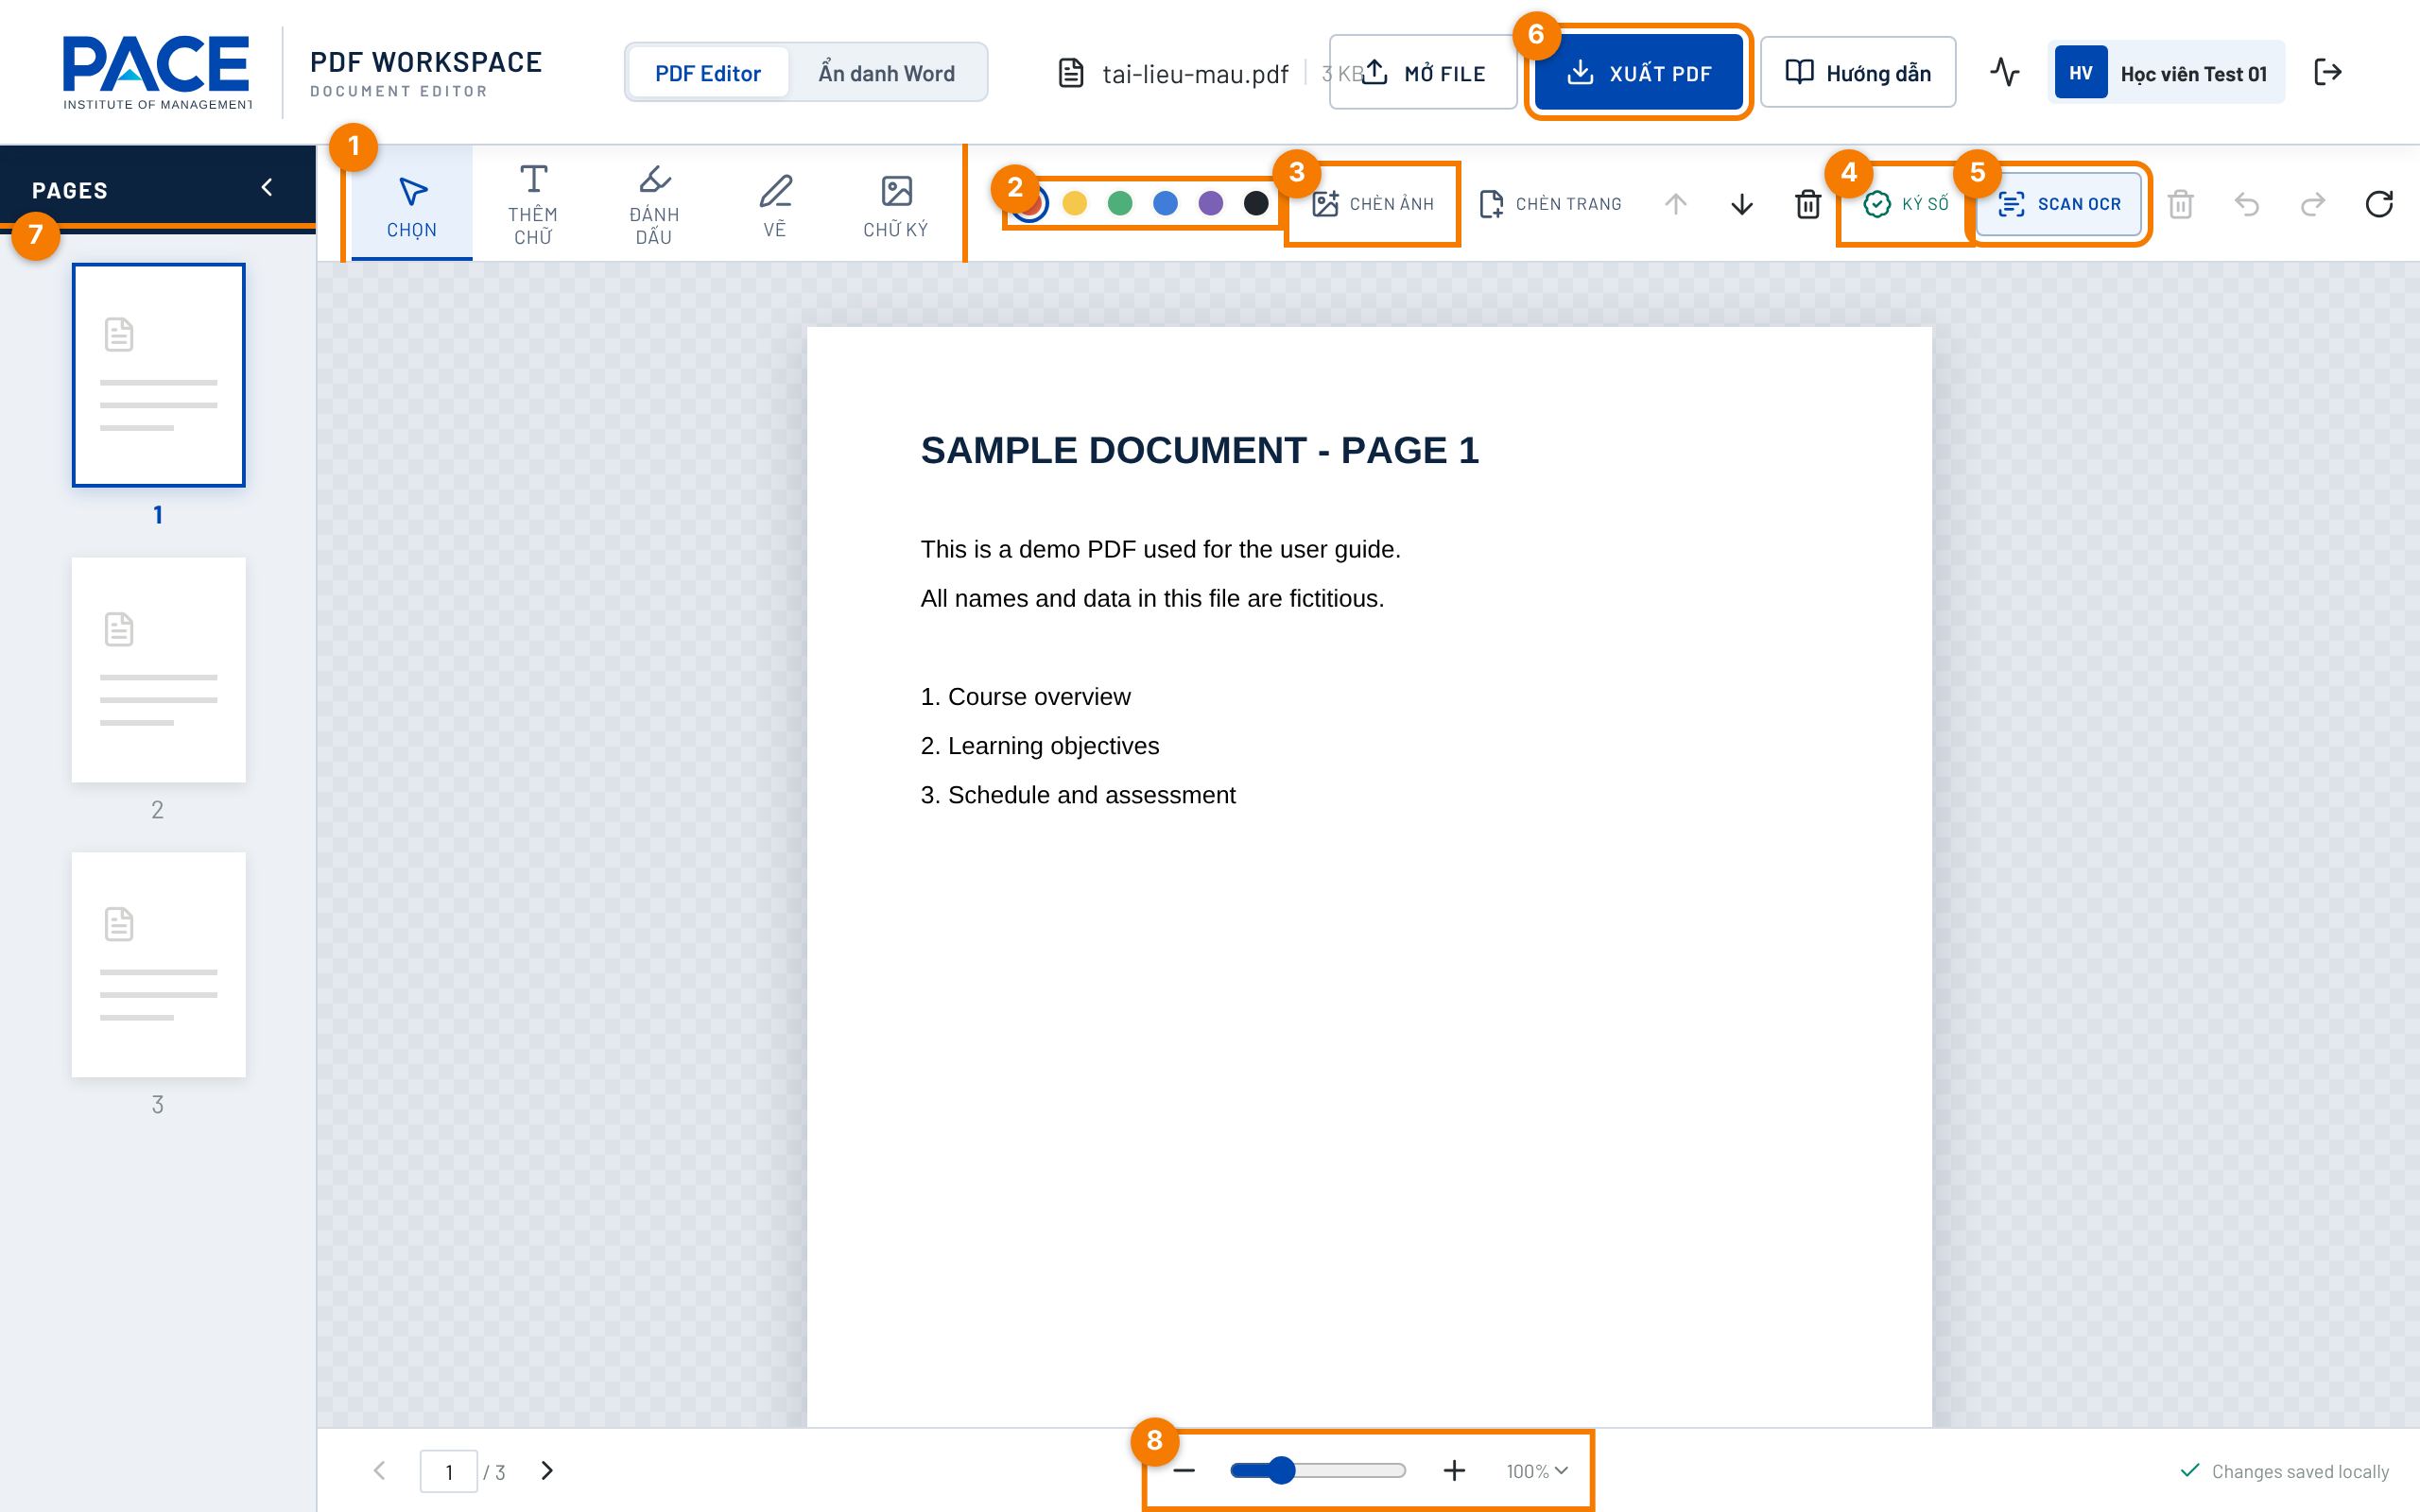 PACE
INSTITUTE OF MANAGEMENT
PDF WORKSPACE
DOCUMENT EDITOR
PDF Editor
Ẩn danh Word
tai-lieu-mau.pdf
3 KB
MỞ FILE
6
XUẤT PDF
Hướng dẫn
HV
Học viên Test 01
PAGES
7
1
CHỌN
THÊM
CHỮ
ĐÁNH
DẤU
VẼ
CHỮ KÝ
2
3
CHÈN ẢNH
CHÈN TRANG
4
KÝ SỐ
5
SCAN OCR
1
2
3
SAMPLE DOCUMENT - PAGE 1
This is a demo PDF used for the user guide.
All names and data in this file are fictitious.
1. Course overview
2. Learning objectives
3. Schedule and assessment
1 / 3
8
100%
Changes saved locally